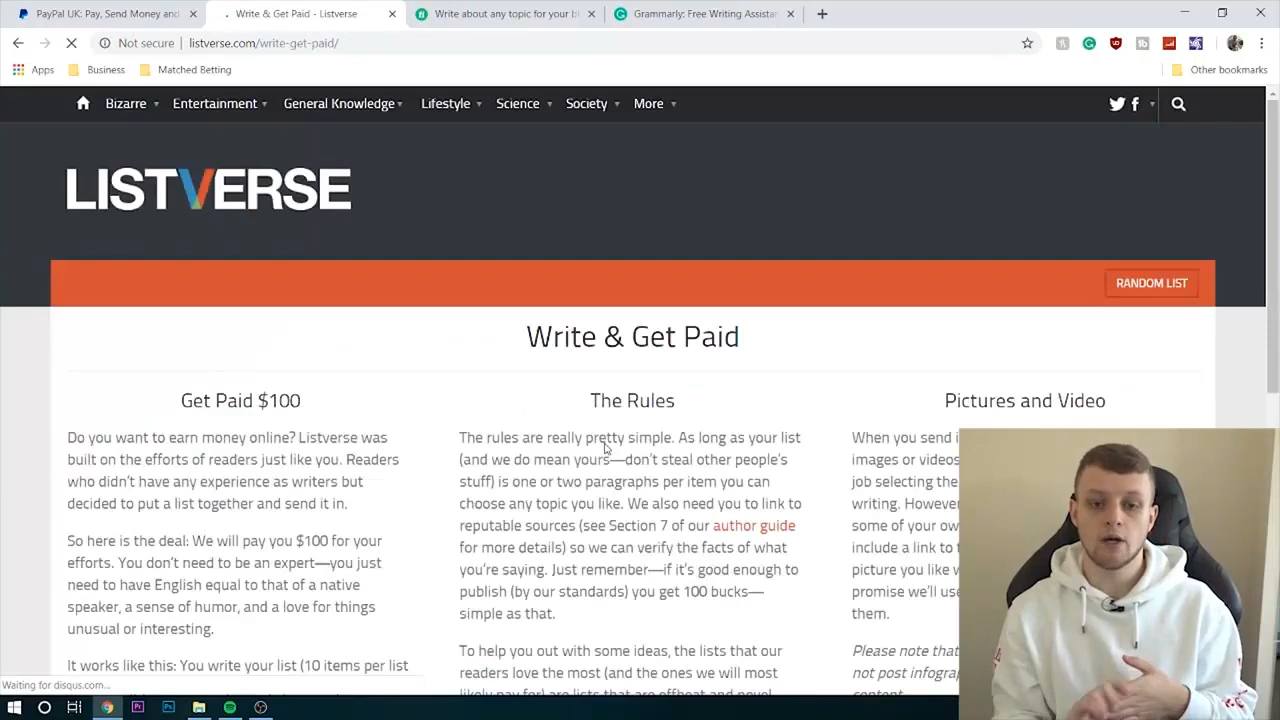 PayPal UK: Pay, Send Money and
Write & Get Paid - Listverse
Write about any topic for your b
Grammarly: Free Writing Assistan
Not secure | listverse.com/write-get-paid/
Apps
Business
Matched Betting
Other bookmarks
Bizarre
Entertainment
General Knowledge
Lifestyle
Science
Society
More
LISTVERSE
RANDOM LIST
Write & Get Paid
Get Paid $100
Do you want to earn money online? Listverse was
built on the efforts of readers just like you. Readers
who didn't have any experience as writers but
decided to put a list together and send it in.
So here is the deal: We will pay you $100 for your
efforts. You don't need to be an expert—you just
need to have English equal to that of a native
speaker, a sense of humor, and a love for things
unusual or interesting.
It works like this: You write your list (10 items per list
The Rules
The rules are really pretty simple. As long as your list
(and we do mean yours—don't steal other people's
stuff) is one or two paragraphs per item you can
choose any topic you like. We also need you to link to
reputable sources (see Section 7 of our author guide
for more details) so we can verify the facts of what
you're saying. Just remember—if it's good enough to
publish (by our standards) you get 100 bucks—
simple as that.
To help you out with some ideas, the lists that our
readers love the most (and the ones we will most
likely pay for) are lists that are offbeat and novel
Pictures and Video
When you send i
images or videos
job selecting the
writing. Howeve
some of your ow
include a link to t
picture you like w
promise we'll use
them.
Please note that
not post infograp
content
Waiting for disqus.com...